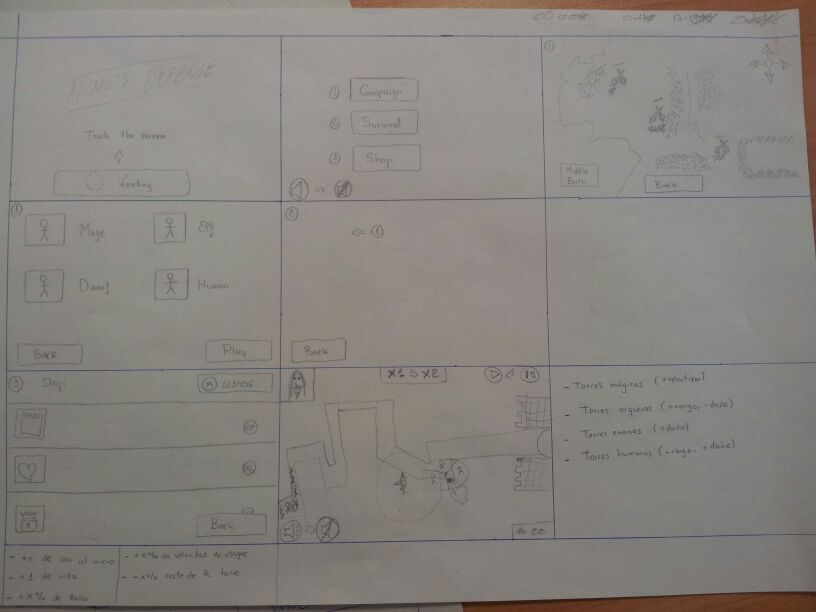 KING'S DEFENSE
Touch the screen
Loading
① Campaign
② Survival
③ Shop
①
Middle
Earth
Back
①
Mage
Elf
Dwarf
Human
Back
Play
②
⇐ ①
Back
③ Shop
123456
Back
x1 ⇒ x2
- Torres mágicas (+relentizar)
- Torres arqueras (+rango, -daño)
- Torres enanas (+daño)
- Torres humanas (-rango, +daño)
- +x de oro al inicio
- +1 de vida
- +x% de daño
- +x% de velocidad de ataque
- -x% coste de la torre